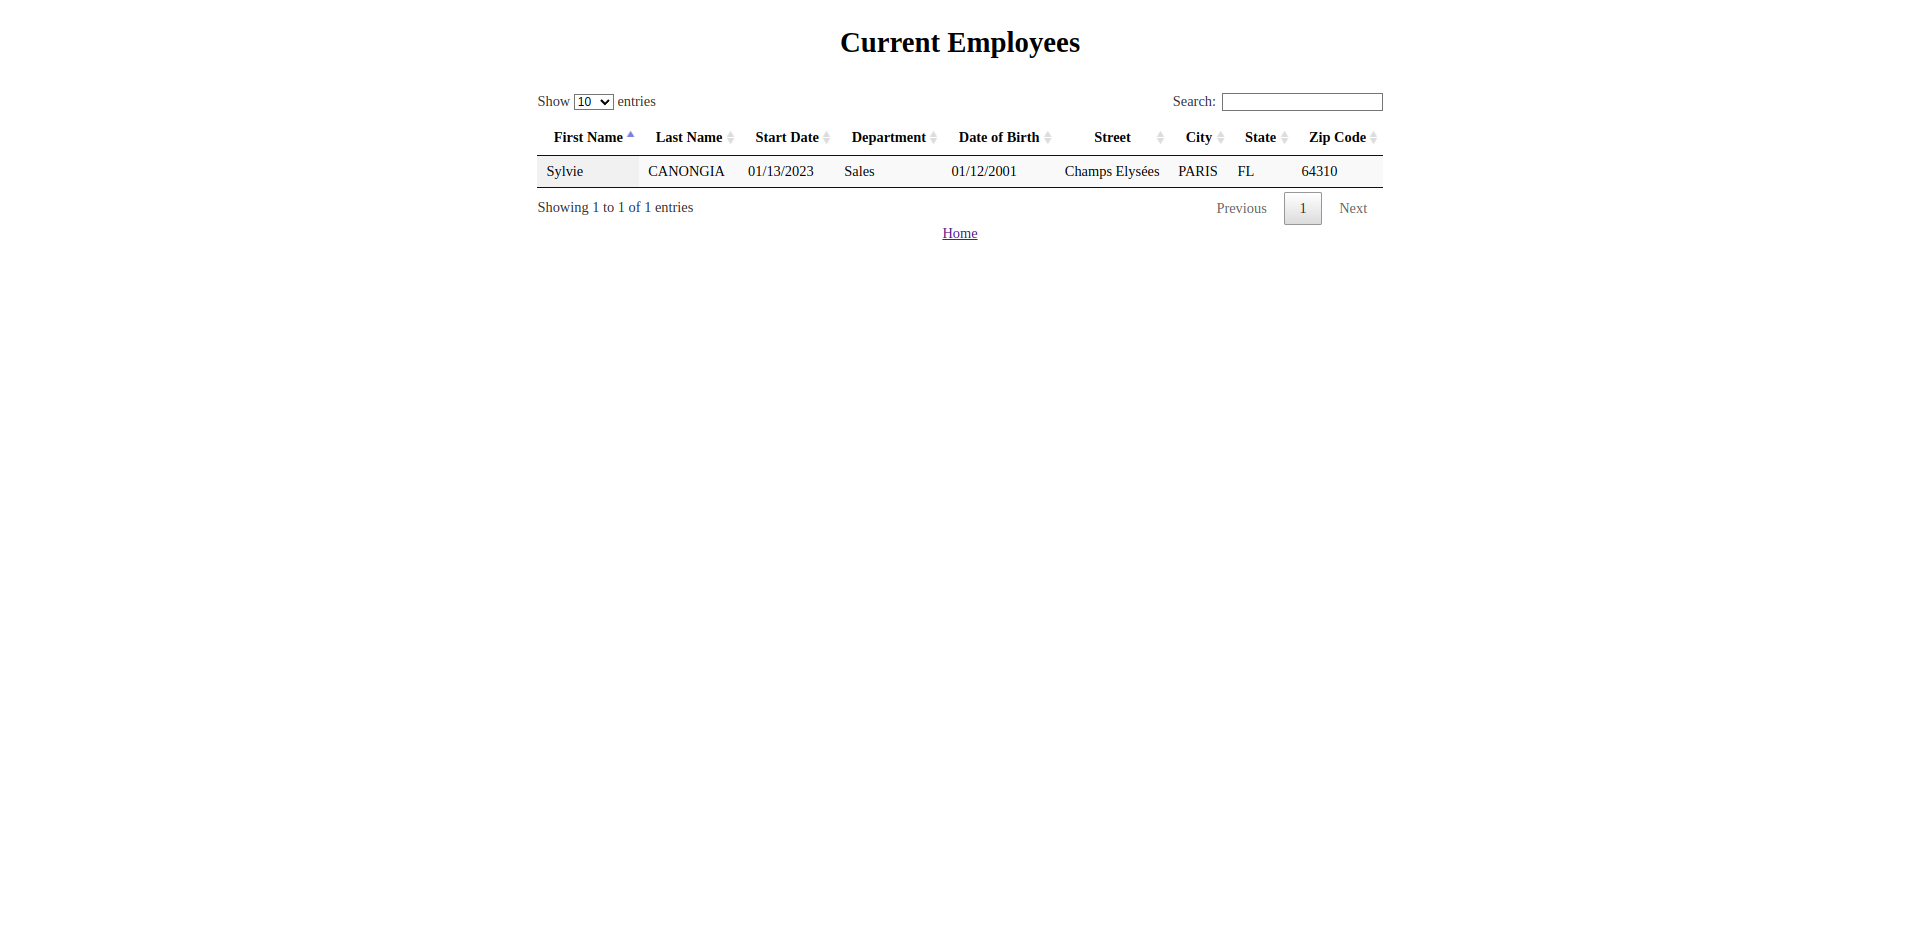 Current Employees
Show 10 entries Search:
First Name Last Name Start Date Department Date of Birth Street City State Zip Code
Sylvie CANONGIA 01/13/2023 Sales 01/12/2001 Champs Elysées PARIS FL 64310
Showing 1 to 1 of 1 entries Previous 1 Next
Home